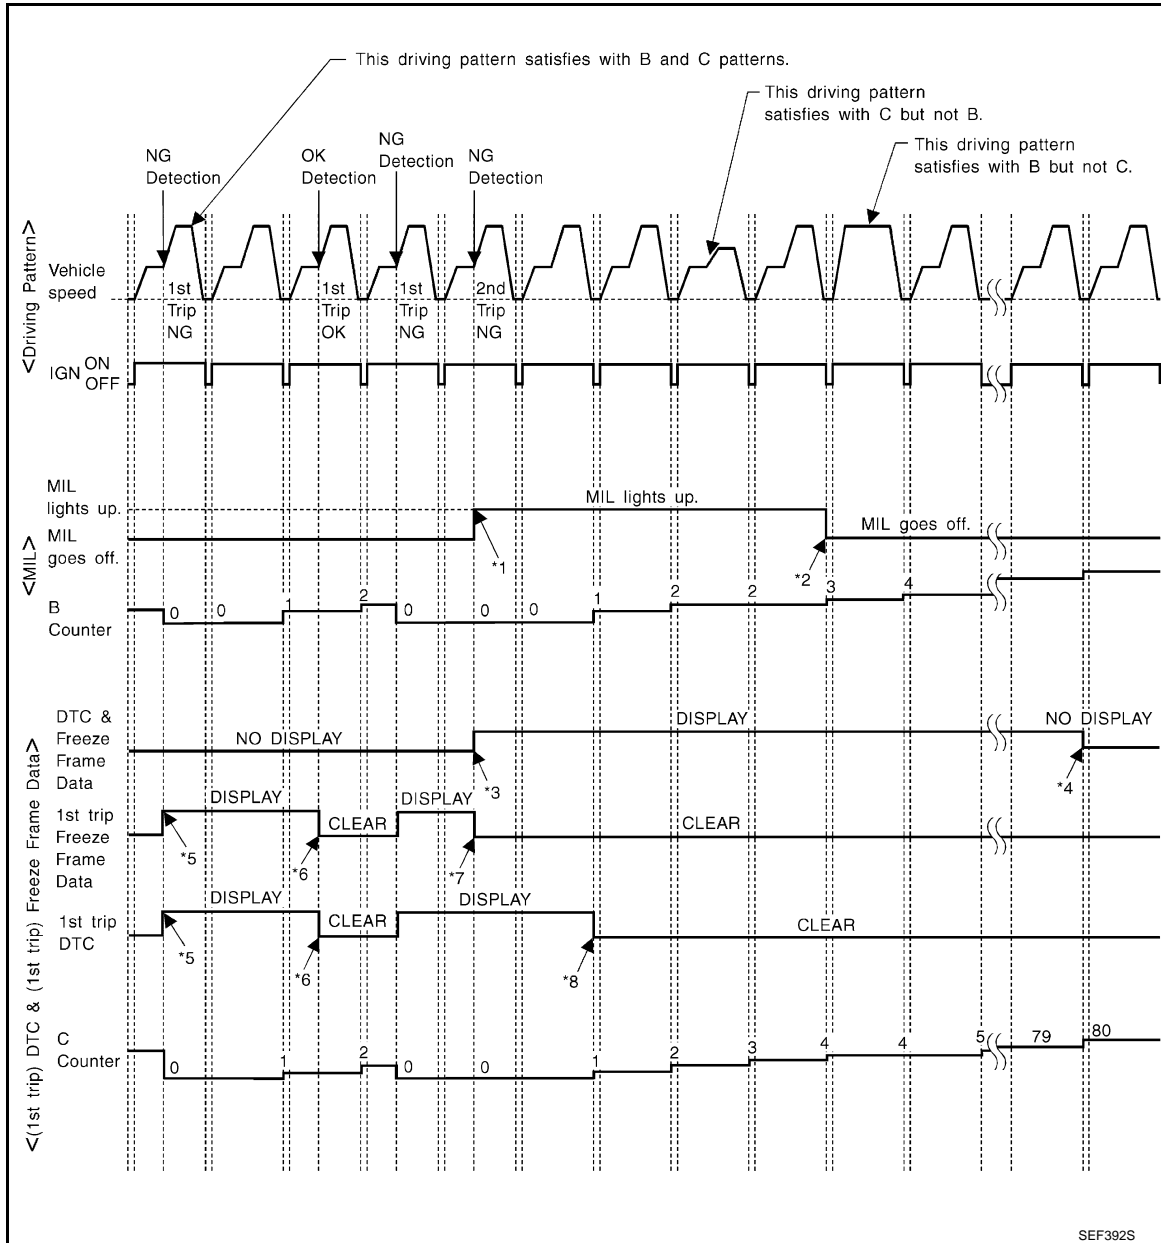 This driving pattern satisfies with B and C patterns.
This driving pattern
satisfies with C but not B.
This driving pattern
satisfies with B but not C.
NG
Detection
OK
Detection
NG
Detection
NG
Detection
<Driving Pattern>
Vehicle
speed
1st
Trip
NG
1st
Trip
OK
1st
Trip
NG
2nd
Trip
NG
IGN ON
OFF
<MIL>
MIL
lights up.
MIL lights up.
MIL
goes off.
MIL goes off.
*1
*2
B
Counter
0 0 1 2 0 0 0 1 2 2 3 4
<(1st trip) DTC & (1st trip) Freeze Frame Data>
DTC &
Freeze
Frame
Data
NO DISPLAY
DISPLAY
NO DISPLAY
*3
*4
1st trip
Freeze
Frame
Data
DISPLAY
CLEAR
DISPLAY
CLEAR
*5
*6
*7
1st trip
DTC
DISPLAY
CLEAR
DISPLAY
CLEAR
*5
*6
*8
C
Counter
0 1 2 0 0 1 2 3 4 4 5 79 80
SEF392S